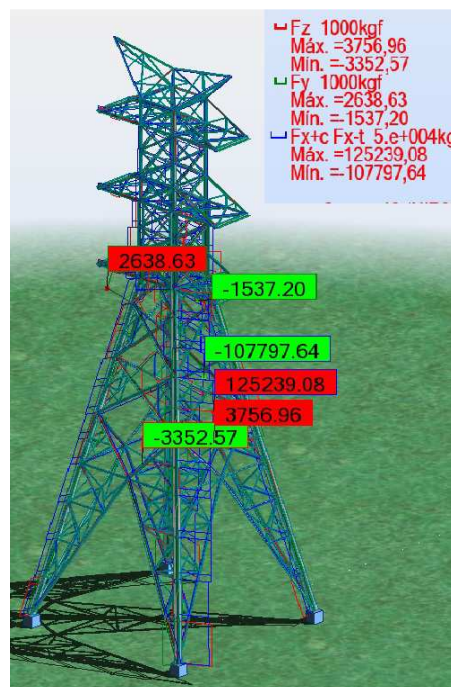 Fz 1000kgf
Máx. =3756,96
Mín. =-3352,57
Fy 1000kgf
Máx. =2638,63
Mín. =-1537,20
Fx+c Fx-t 5.e+004kg
Máx. =125239,08
Mín. =-107797,64
2638.63
-1537.20
-107797.64
125239.08
3756.96
-3352.57